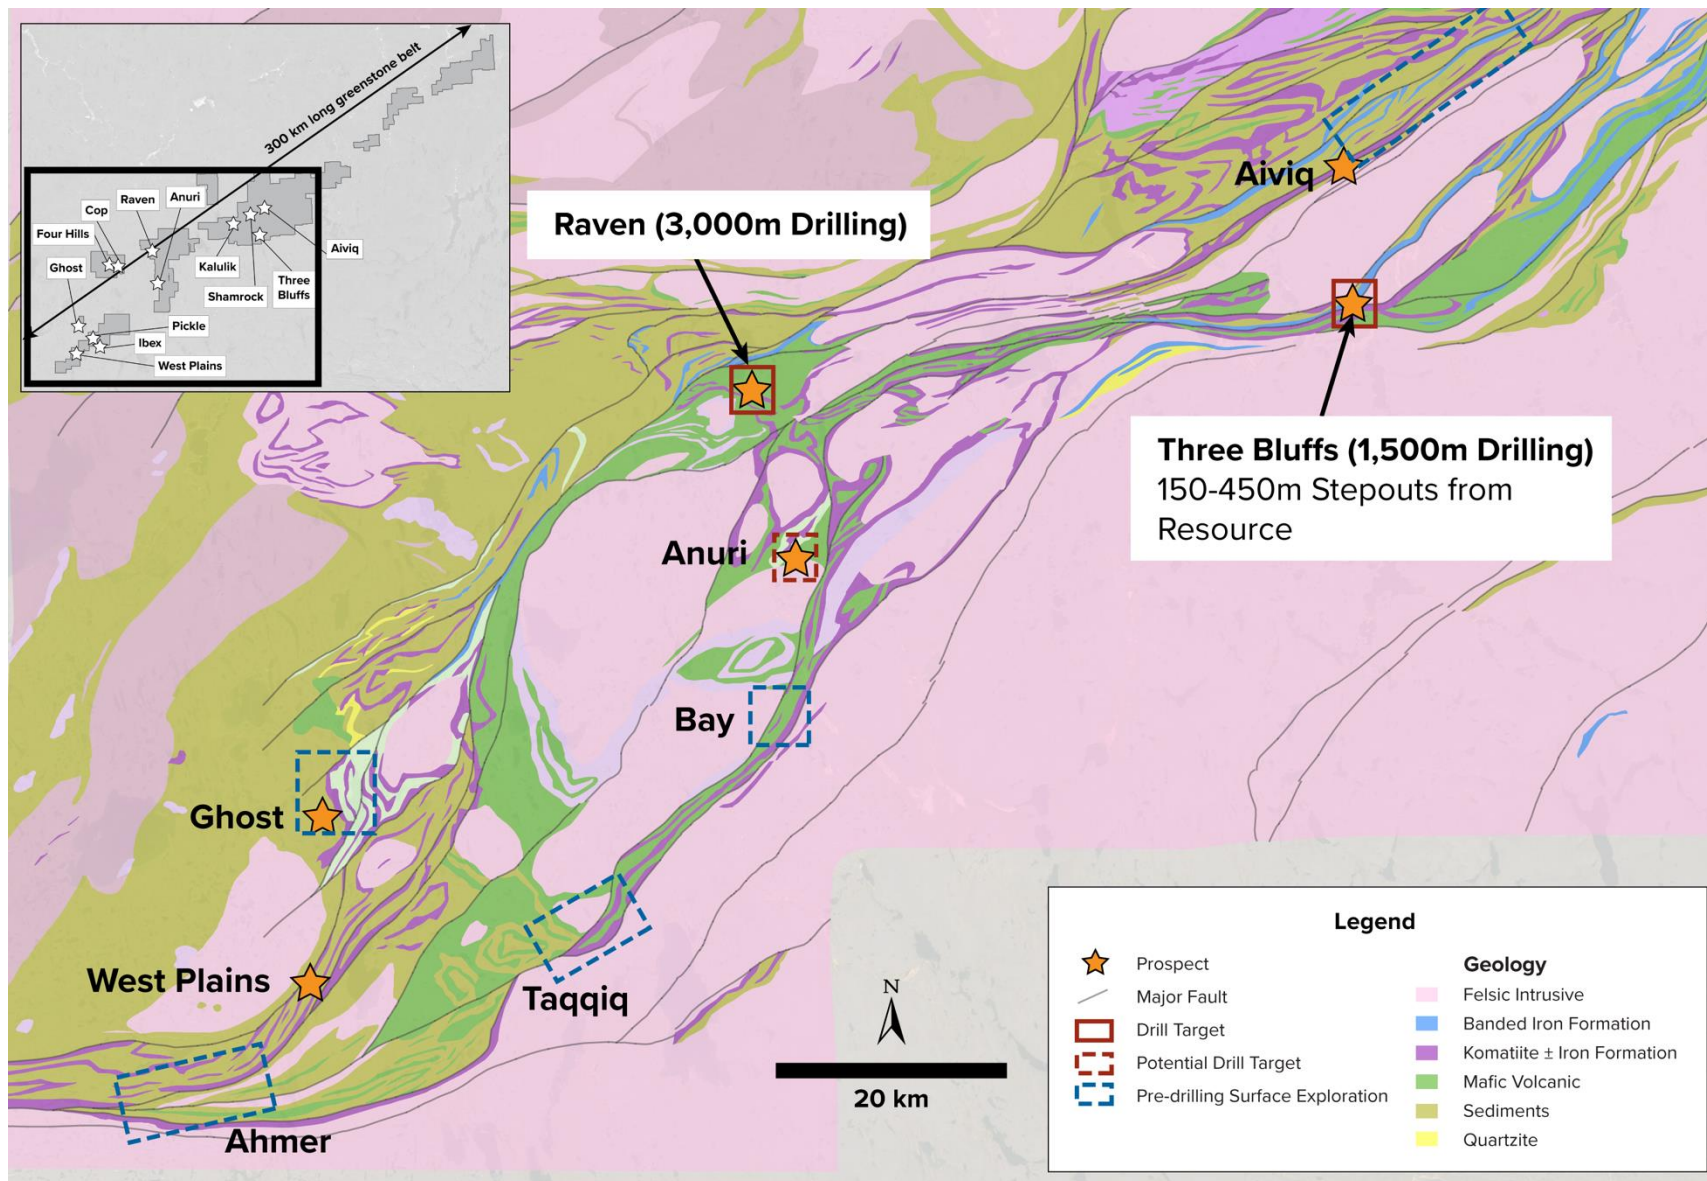 300 km long greenstone belt
Raven
Anuri
Cop
Four Hills
Ghost
Aiviq
Kalulik
Shamrock
Three
Bluffs
Pickle
Ibex
West Plains
Raven (3,000m Drilling)
Aiviq
Three Bluffs (1,500m Drilling)
150-450m Stepouts from
Resource
Anuri
Bay
Ghost
West Plains
Taqqiq
Ahmer
N
20 km
Legend
Prospect
Major Fault
Drill Target
Potential Drill Target
Pre-drilling Surface Exploration
Geology
Felsic Intrusive
Banded Iron Formation
Komatiite ± Iron Formation
Mafic Volcanic
Sediments
Quartzite